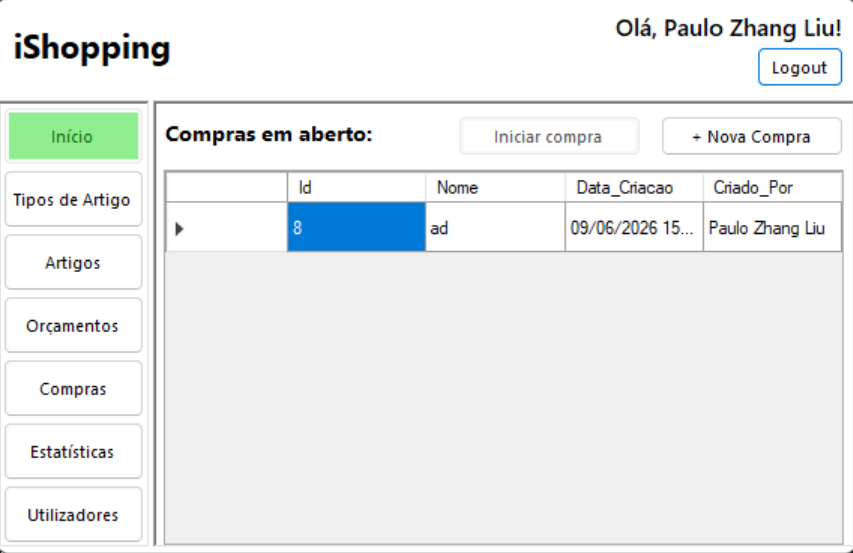 iShopping
Olá, Paulo Zhang Liu!
Logout
Início
Tipos de Artigo
Artigos
Orçamentos
Compras
Estatísticas
Utilizadores
Compras em aberto:
Iniciar compra
+ Nova Compra
Id Nome Data_Criacao Criado_Por
8 ad 09/06/2026 15... Paulo Zhang Liu